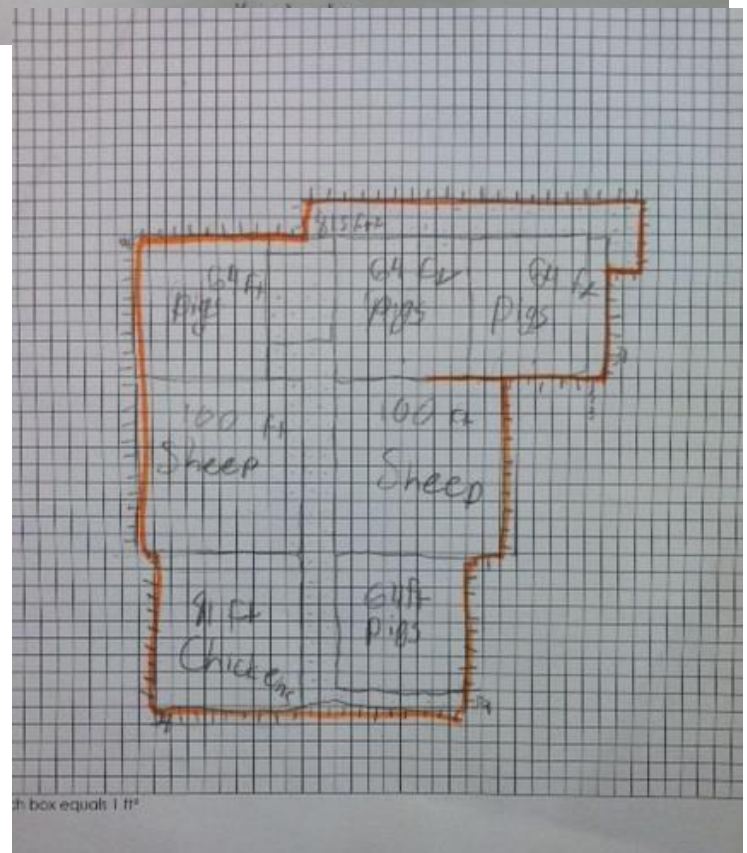 64 ft
Pigs
64 ft
Pigs
64 ft
Pigs
100 ft
Sheep
100 ft
Sheep
81 ft
Chickens
64 ft
Pigs
h box equals 1 ft²